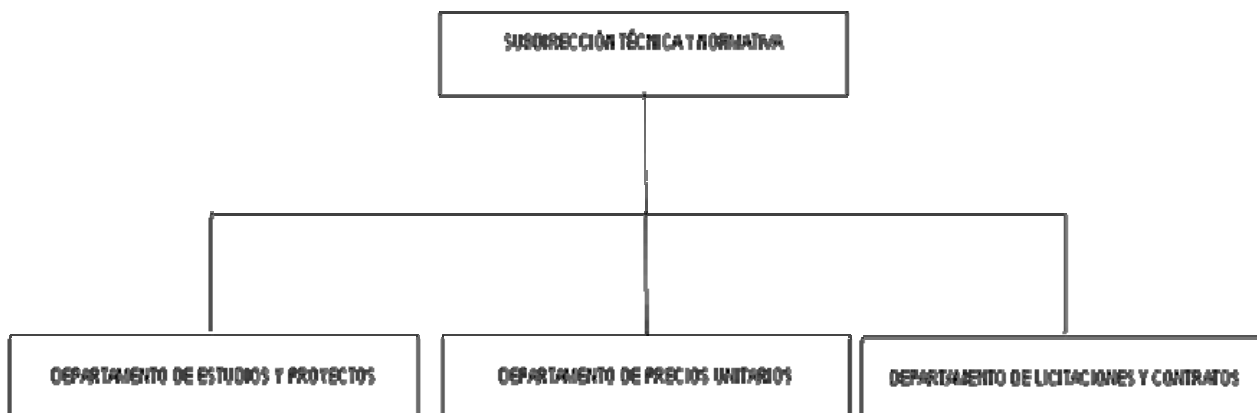 SUBDIRECCIÓN TÉCNICA Y NORMATIVA
DEPARTAMENTO DE ESTUDIOS Y PROYECTOS
DEPARTAMENTO DE PRECIOS UNITARIOS
DEPARTAMENTO DE LICITACIONES Y CONTRATOS